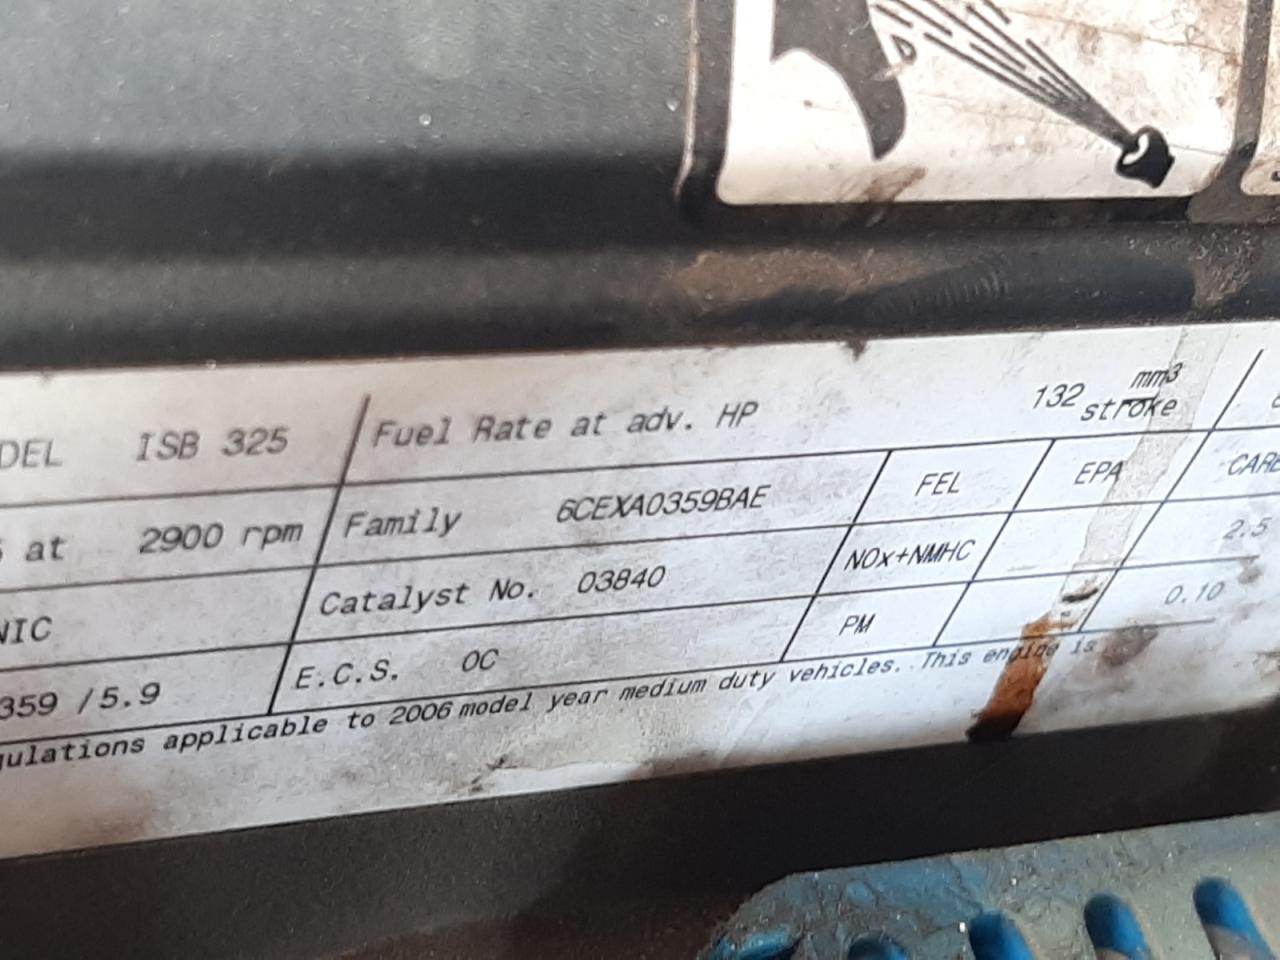 DEL ISB 325 Fuel Rate at adv. HP 132 mm3
stroke
at 2900 rpm Family 6CEXA0359BAE FEL EPA CARB
NIC Catalyst No. 03840 NOx+NMHC 2.5
359 /5.9 E.C.S. OC PM 0.10
gulations applicable to 2006 model year medium duty vehicles. This engine is